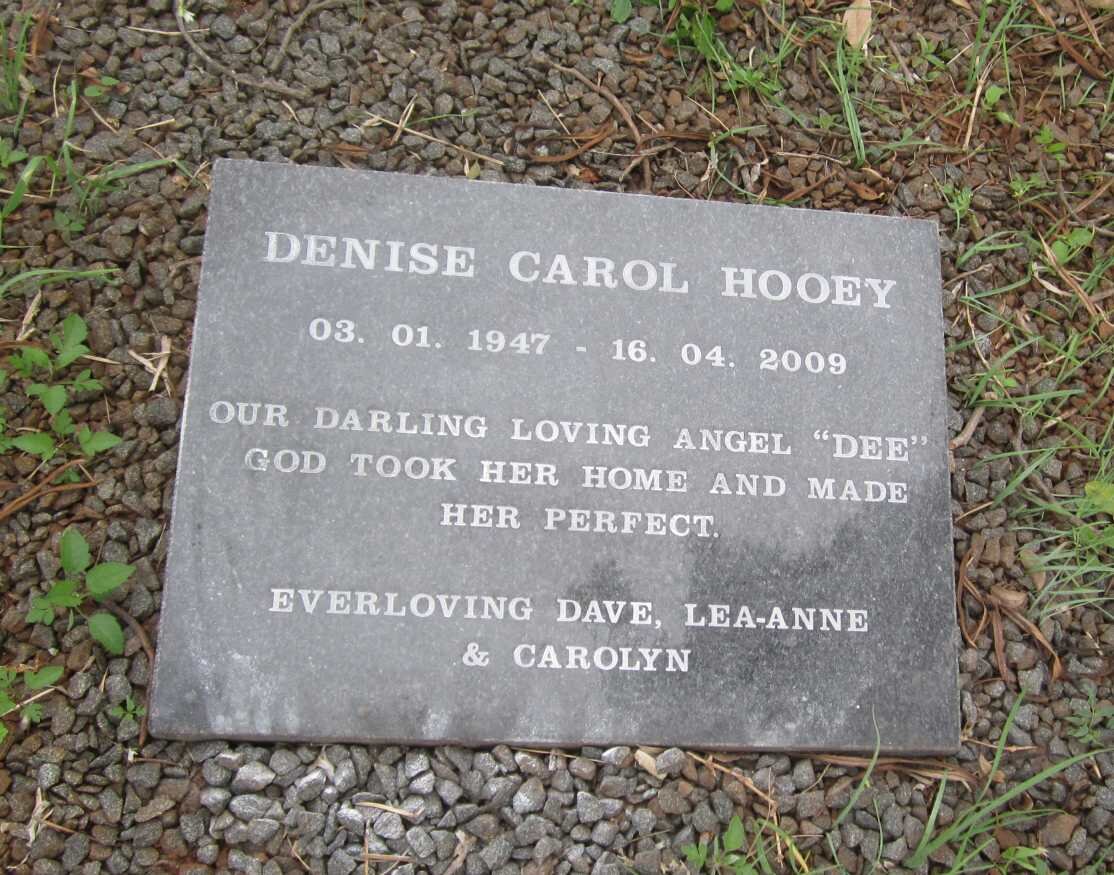 DENISE CAROL HOOEY
03. 01. 1947 - 16. 04. 2009
OUR DARLING LOVING ANGEL “DEE”
GOD TOOK HER HOME AND MADE
HER PERFECT.
EVERLOVING DAVE, LEA-ANNE
& CAROLYN